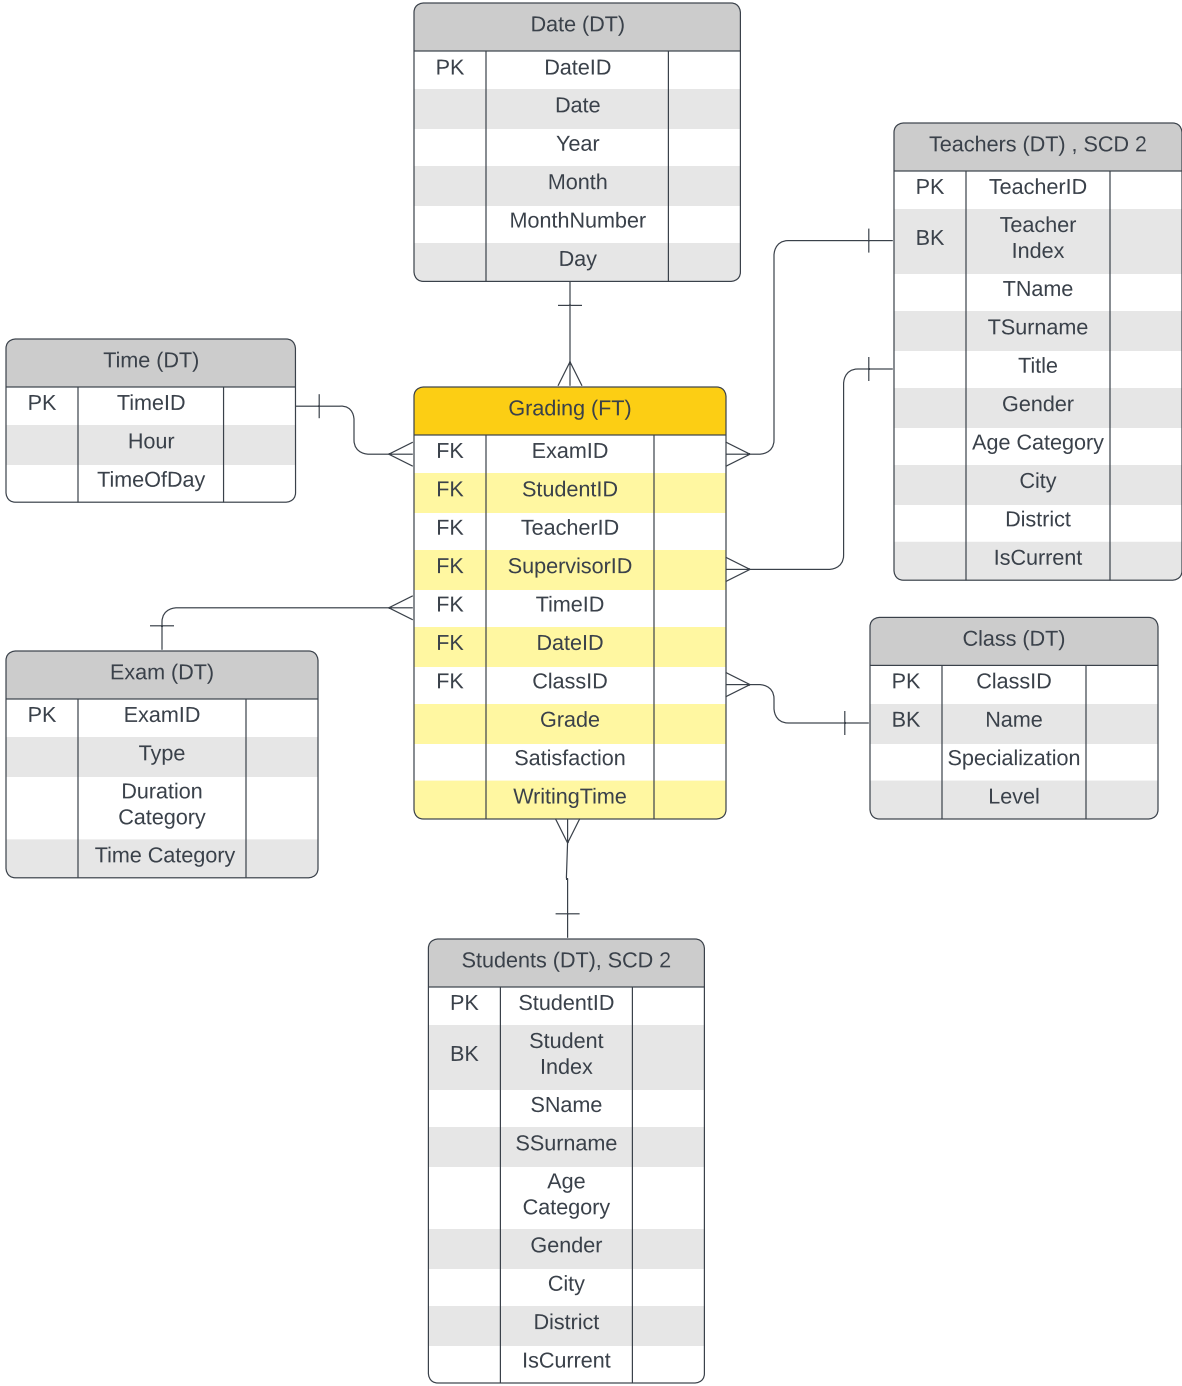 Date (DT)
PK DateID
Date
Year
Month
MonthNumber
Day
Teachers (DT) , SCD 2
PK TeacherID
BK Teacher
Index
TName
TSurname
Title
Gender
Age Category
City
District
IsCurrent
Time (DT)
PK TimeID
Hour
TimeOfDay
Grading (FT)
FK ExamID
FK StudentID
FK TeacherID
FK SupervisorID
FK TimeID
FK DateID
FK ClassID
Grade
Satisfaction
WritingTime
Exam (DT)
PK ExamID
Type
Duration
Category
Time Category
Class (DT)
PK ClassID
BK Name
Specialization
Level
Students (DT), SCD 2
PK StudentID
BK Student
Index
SName
SSurname
Age
Category
Gender
City
District
IsCurrent